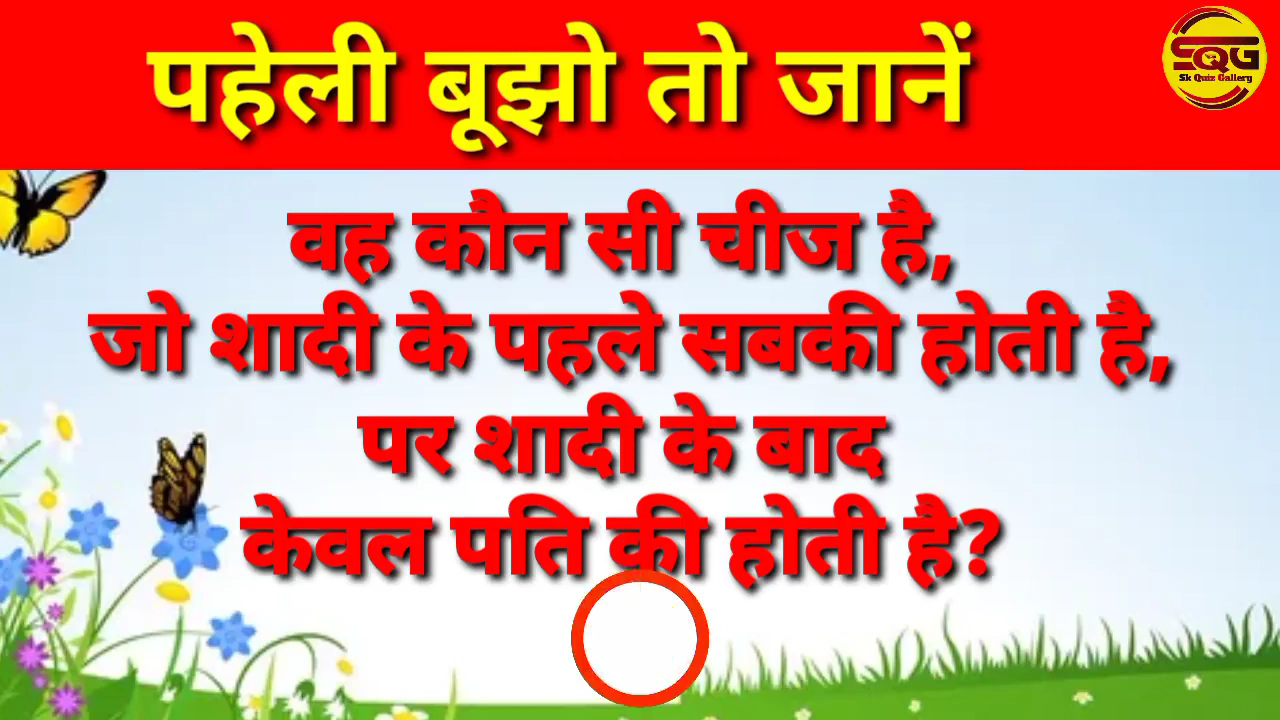 पहेली बूझो तो जानें
SQG
Sk Quiz Gallery
वह कौन सी चीज है,
जो शादी के पहले सबकी होती है,
पर शादी के बाद
केवल पति की होती है?